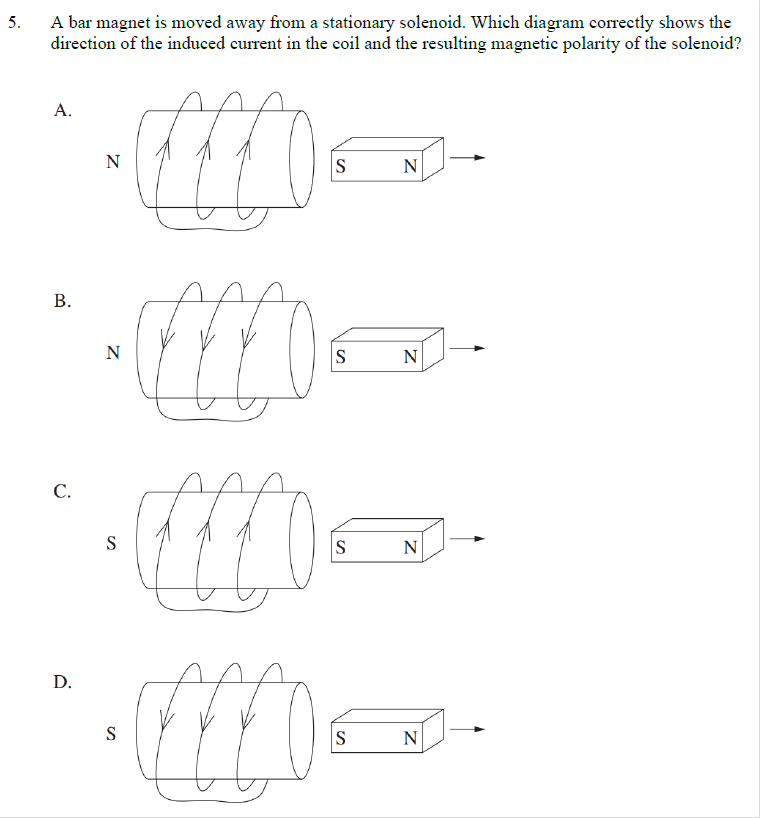 5. A bar magnet is moved away from a stationary solenoid. Which diagram correctly shows the
direction of the induced current in the coil and the resulting magnetic polarity of the solenoid?
A.
N S N
B.
N S N
C.
S S N
D.
S S N